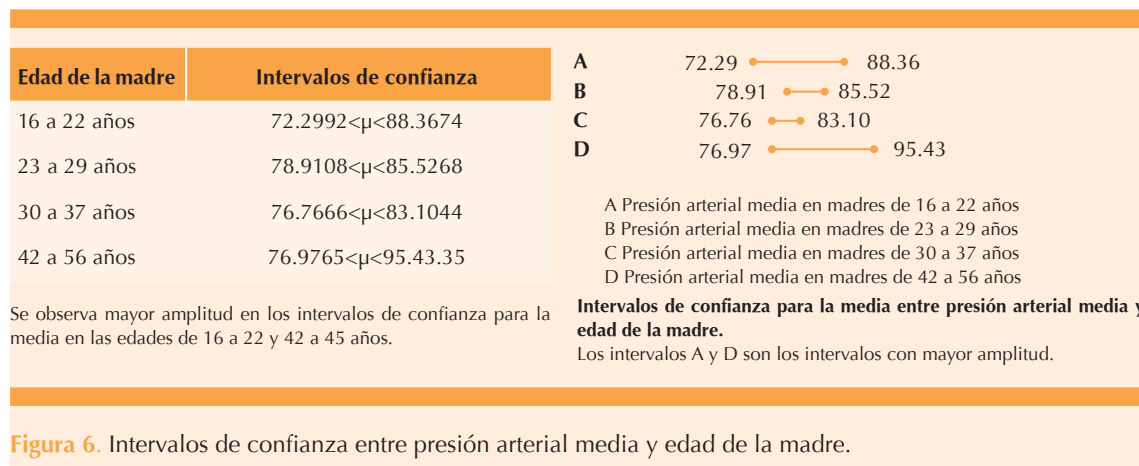 Edad de la madre Intervalos de confianza
16 a 22 años 72.2992<µ<88.3674
23 a 29 años 78.9108<µ<85.5268
30 a 37 años 76.7666<µ<83.1044
42 a 56 años 76.9765<µ<95.43.35
Se observa mayor amplitud en los intervalos de confianza para la
media en las edades de 16 a 22 y 42 a 45 años.
A 72.29 88.36
B 78.91 85.52
C 76.76 83.10
D 76.97 95.43
A Presión arterial media en madres de 16 a 22 años
B Presión arterial media en madres de 23 a 29 años
C Presión arterial media en madres de 30 a 37 años
D Presión arterial media en madres de 42 a 56 años
Intervalos de confianza para la media entre presión arterial media y
edad de la madre.
Los intervalos A y D son los intervalos con mayor amplitud.
Figura 6. Intervalos de confianza entre presión arterial media y edad de la madre.